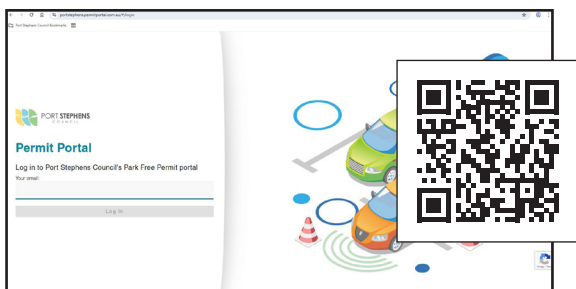 portstephens.permitportal.com.au/#/login
Port Stephens Council Bookmarks
PORT STEPHENS
COUNCIL
Permit Portal
Log in to Port Stephens Council's Park Free Permit portal
Your email:
Log in